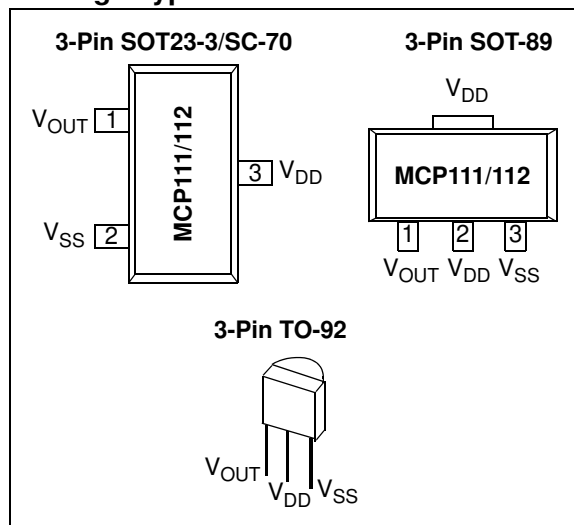 3-Pin SOT23-3/SC-70
VOUT 1
MCP111/112
3 VDD
VSS 2
3-Pin SOT-89
VDD
MCP111/112
1 2 3
VOUT VDD VSS
3-Pin TO-92
VOUT
VDD
VSS